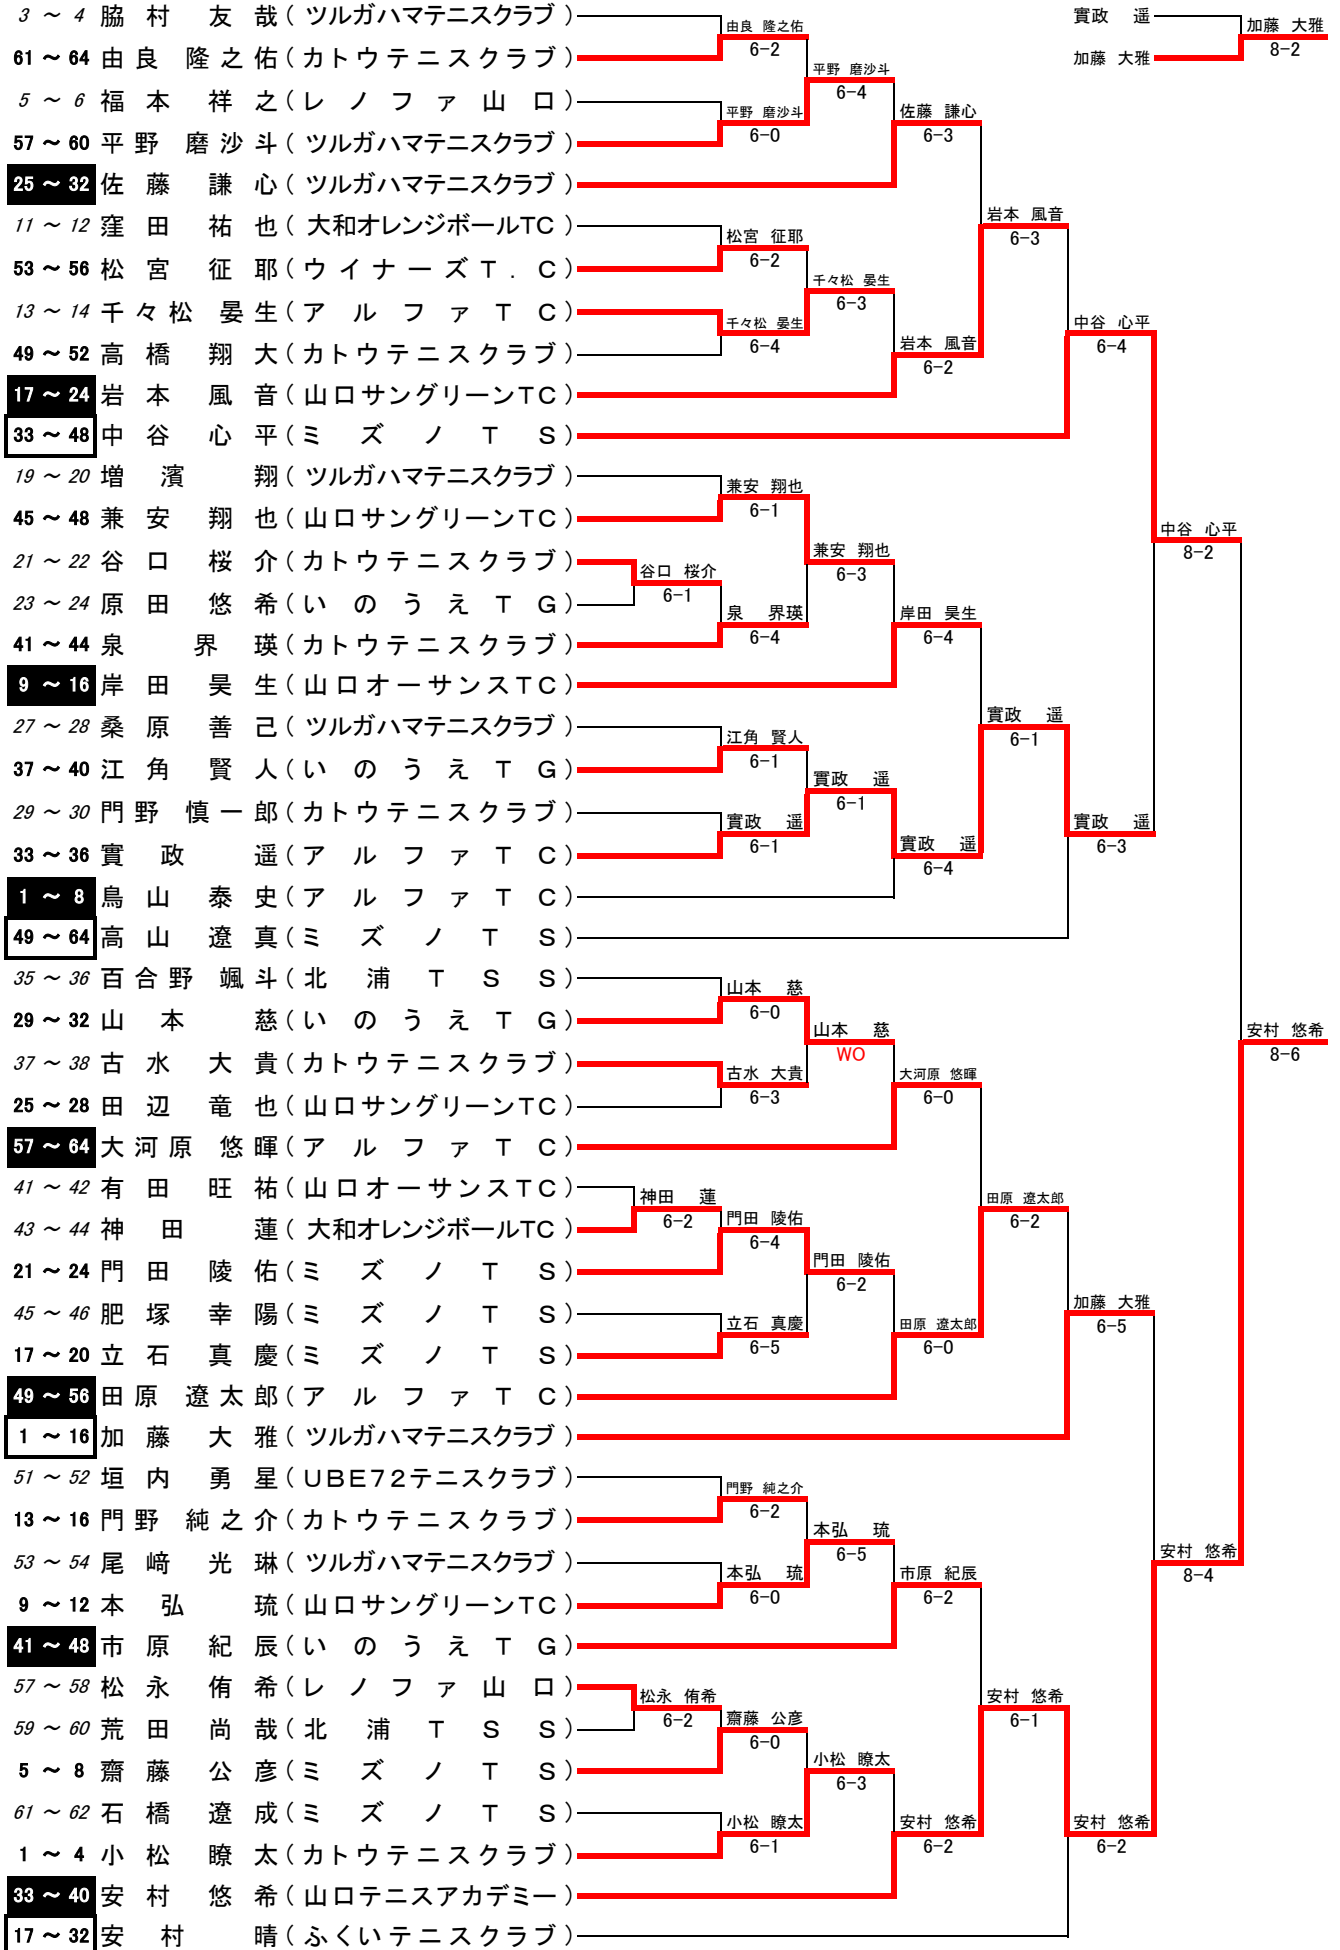 3 ～ 4 脇村 友哉 ( ツルガハマテニスクラブ )
61 ～ 64 由良 隆之佑 ( カトウテニスクラブ )
5 ～ 6 福本 祥之 ( レノファ山口 )
57 ～ 60 平野 磨沙斗 ( ツルガハマテニスクラブ )
25 ～ 32 佐藤 謙心 ( ツルガハマテニスクラブ )
11 ～ 12 窪田 祐也 ( 大和オレンジボールTC )
53 ～ 56 松宮 征耶 ( ウイナーズT．C )
13 ～ 14 千々松 晏生 ( アルファTC )
49 ～ 52 高橋 翔大 ( カトウテニスクラブ )
17 ～ 24 岩本 風音 ( 山口サングリーンTC )
33 ～ 48 中谷 心平 ( ミズノTS )
19 ～ 20 増濱 翔 ( ツルガハマテニスクラブ )
45 ～ 48 兼安 翔也 ( 山口サングリーンTC )
21 ～ 22 谷口 桜介 ( カトウテニスクラブ )
23 ～ 24 原田 悠希 ( いのうえTG )
41 ～ 44 泉 界瑛 ( カトウテニスクラブ )
9 ～ 16 岸田 昊生 ( 山口オーサンスTC )
27 ～ 28 桑原 善己 ( ツルガハマテニスクラブ )
37 ～ 40 江角 賢人 ( いのうえTG )
29 ～ 30 門野 慎一郎 ( カトウテニスクラブ )
33 ～ 36 實政 遥 ( アルファTC )
1 ～ 8 鳥山 泰史 ( アルファTC )
49 ～ 64 高山 遼真 ( ミズノTS )
35 ～ 36 百合野 颯斗 ( 北浦TSS )
29 ～ 32 山本 慈 ( いのうえTG )
37 ～ 38 古水 大貴 ( カトウテニスクラブ )
25 ～ 28 田辺 竜也 ( 山口サングリーンTC )
57 ～ 64 大河原 悠暉 ( アルファTC )
41 ～ 42 有田 旺祐 ( 山口オーサンスTC )
43 ～ 44 神田 蓮 ( 大和オレンジボールTC )
21 ～ 24 門田 陵佑 ( ミズノTS )
45 ～ 46 肥塚 幸陽 ( ミズノTS )
17 ～ 20 立石 真慶 ( ミズノTS )
49 ～ 56 田原 遼太郎 ( アルファTC )
1 ～ 16 加藤 大雅 ( ツルガハマテニスクラブ )
51 ～ 52 垣内 勇星 ( UBE72テニスクラブ )
13 ～ 16 門野 純之介 ( カトウテニスクラブ )
53 ～ 54 尾﨑 光琳 ( ツルガハマテニスクラブ )
9 ～ 12 本弘 琉 ( 山口サングリーンTC )
41 ～ 48 市原 紀辰 ( いのうえTG )
57 ～ 58 松永 侑希 ( レノファ山口 )
59 ～ 60 荒田 尚哉 ( 北浦TSS )
5 ～ 8 齋藤 公彦 ( ミズノTS )
61 ～ 62 石橋 遼成 ( ミズノTS )
1 ～ 4 小松 瞭太 ( カトウテニスクラブ )
33 ～ 40 安村 悠希 ( 山口テニスアカデミー )
17 ～ 32 安村 晴 ( ふくいテニスクラブ )
谷口 桜介
6-1
神田 蓮
6-2
松永 侑希
6-2
由良 隆之佑
6-2
平野 磨沙斗
6-0
松宮 征耶
6-2
千々松 晏生
6-4
兼安 翔也
6-1
泉 界瑛
6-4
江角 賢人
6-1
實政 遥
6-1
山本 慈
6-0
古水 大貴
6-3
門田 陵佑
6-4
立石 真慶
6-5
門野 純之介
6-2
本弘 琉
6-0
齋藤 公彦
6-0
小松 瞭太
6-1
平野 磨沙斗
6-4
千々松 晏生
6-3
兼安 翔也
6-3
實政 遥
6-1
山本 慈
WO
門田 陵佑
6-2
本弘 琉
6-5
小松 瞭太
6-3
佐藤 謙心
6-3
岩本 風音
6-2
岸田 昊生
6-4
實政 遥
6-4
大河原 悠暉
6-0
田原 遼太郎
6-0
市原 紀辰
6-2
安村 悠希
6-2
岩本 風音
6-3
實政 遥
6-1
田原 遼太郎
6-2
安村 悠希
6-1
中谷 心平
6-4
實政 遥
6-3
加藤 大雅
6-5
安村 悠希
6-2
中谷 心平
8-2
安村 悠希
8-4
安村 悠希
8-6
實政 遥
加藤 大雅
加藤 大雅
8-2